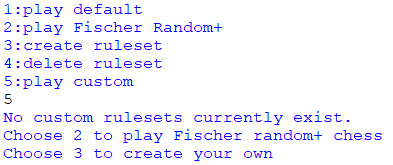 1:play default
2:play Fischer Random+
3:create ruleset
4:delete ruleset
5:play custom
5
No custom rulesets currently exist.
Choose 2 to play Fischer random+ chess
Choose 3 to create your own